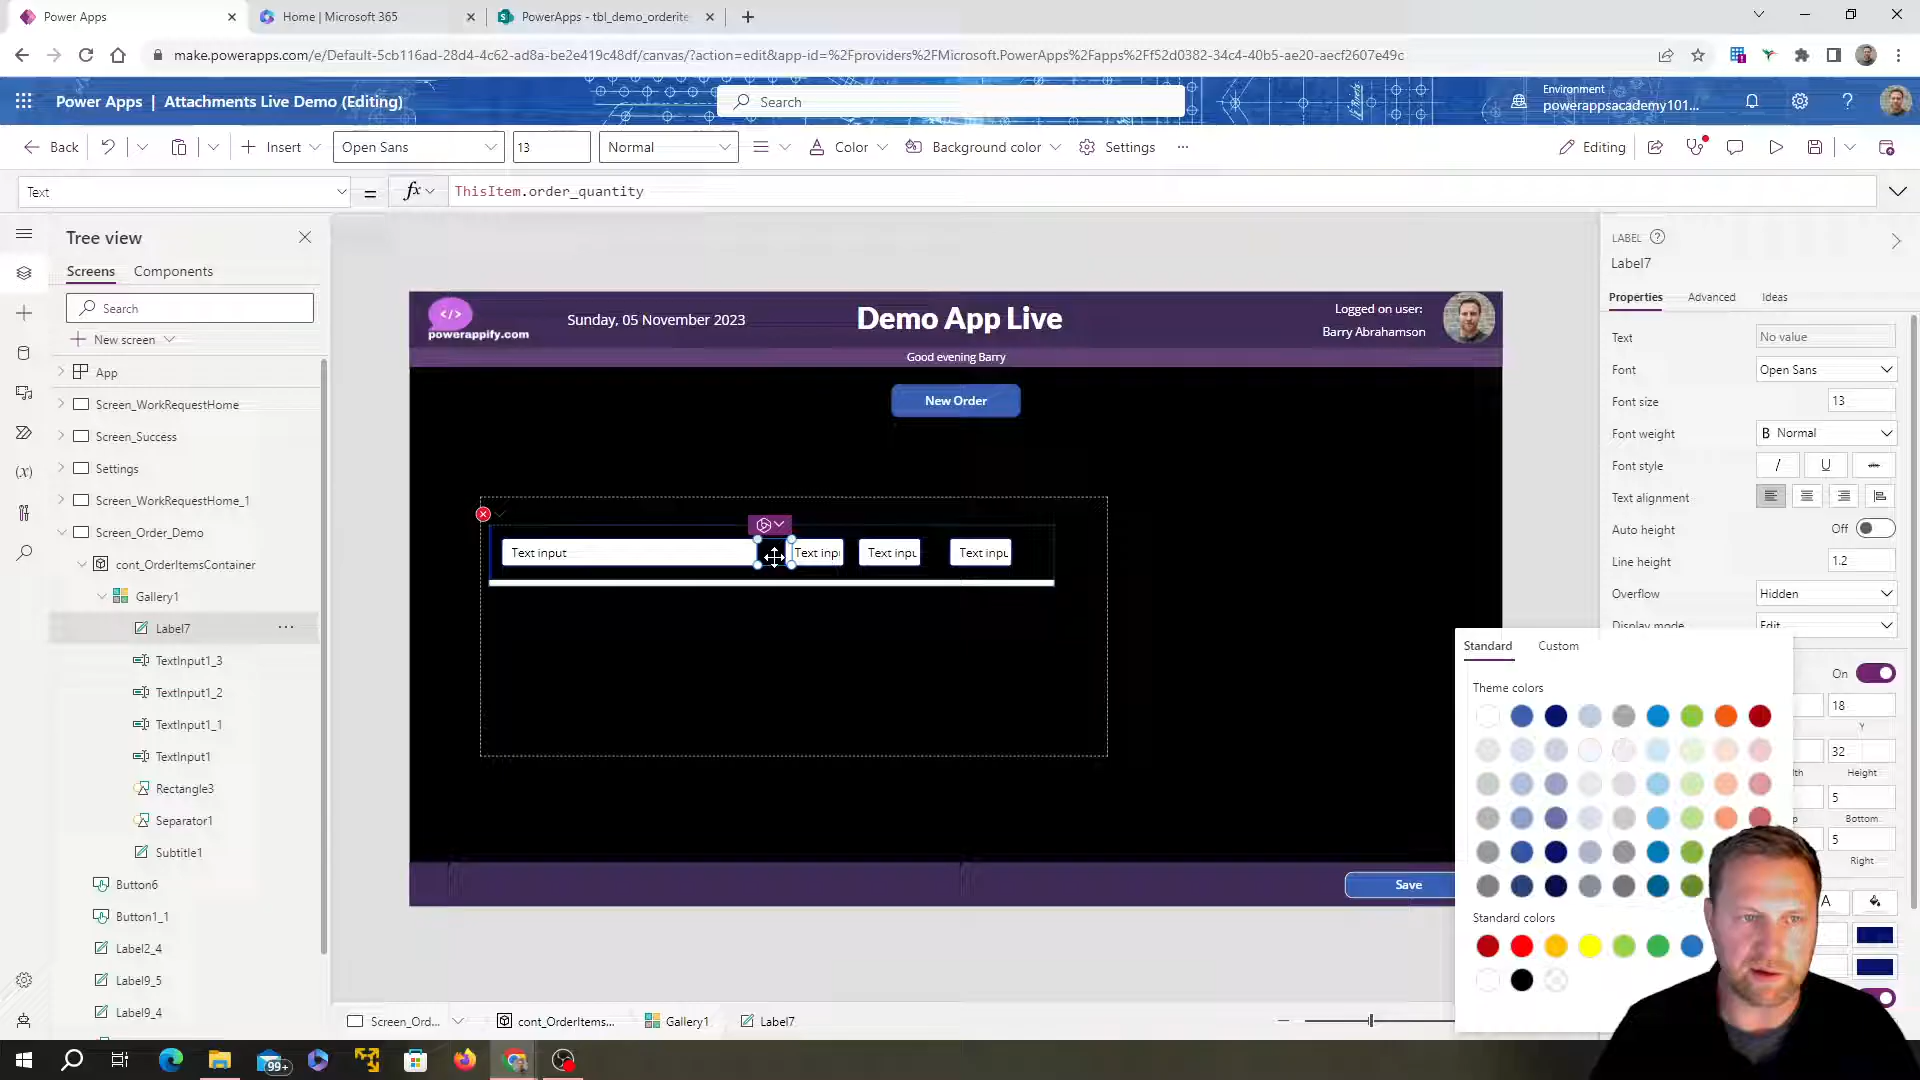 Power Apps
Home | Microsoft 365
PowerApps - tbl_demo_orderite
make.powerapps.com/e/Default-5cb116ad-28d4-4c62-ad8a-be2e419c48df/canvas/?action=edit&app-id=%2Fproviders%2FMicrosoft.PowerApps%2Fapps%2Ff52d0382-34c4-40b5-ae20-aecf2607e49c
Power Apps | Attachments Live Demo (Editing)
Search
Environment
powerappsacademy101...
Back
Insert
Open Sans
13
Normal
Color
Background color
Settings
Editing
Text
=
fx
ThisItem.order_quantity
Tree view
Screens
Components
Search
New screen
App
Screen_WorkRequestHome
Screen_Success
Settings
Screen_WorkRequestHome_1
Screen_Order_Demo
cont_OrderItemsContainer
Gallery1
Label7
TextInput1_3
TextInput1_2
TextInput1_1
TextInput1
Rectangle3
Separator1
Subtitle1
Button6
Button1_1
Label2_4
Label9_5
Label9_4
</>
powerappify.com
Sunday, 05 November 2023
Demo App Live
Logged on user:
Barry Abrahamson
Good evening Barry
New Order
Text input
Text inpu
Text inpu
Text inpu
Save
LABEL
Label7
Properties
Advanced
Ideas
Text
No value
Font
Open Sans
Font size
13
Font weight
B Normal
Font style
Text alignment
Auto height
Off
Line height
1.2
Overflow
Hidden
Display mode
Edit
On
18
Y
32
Height
5
Bottom
5
Right
Standard
Custom
Theme colors
Standard colors
A
Screen_Ord...
cont_OrderItems...
Gallery1
Label7
99+